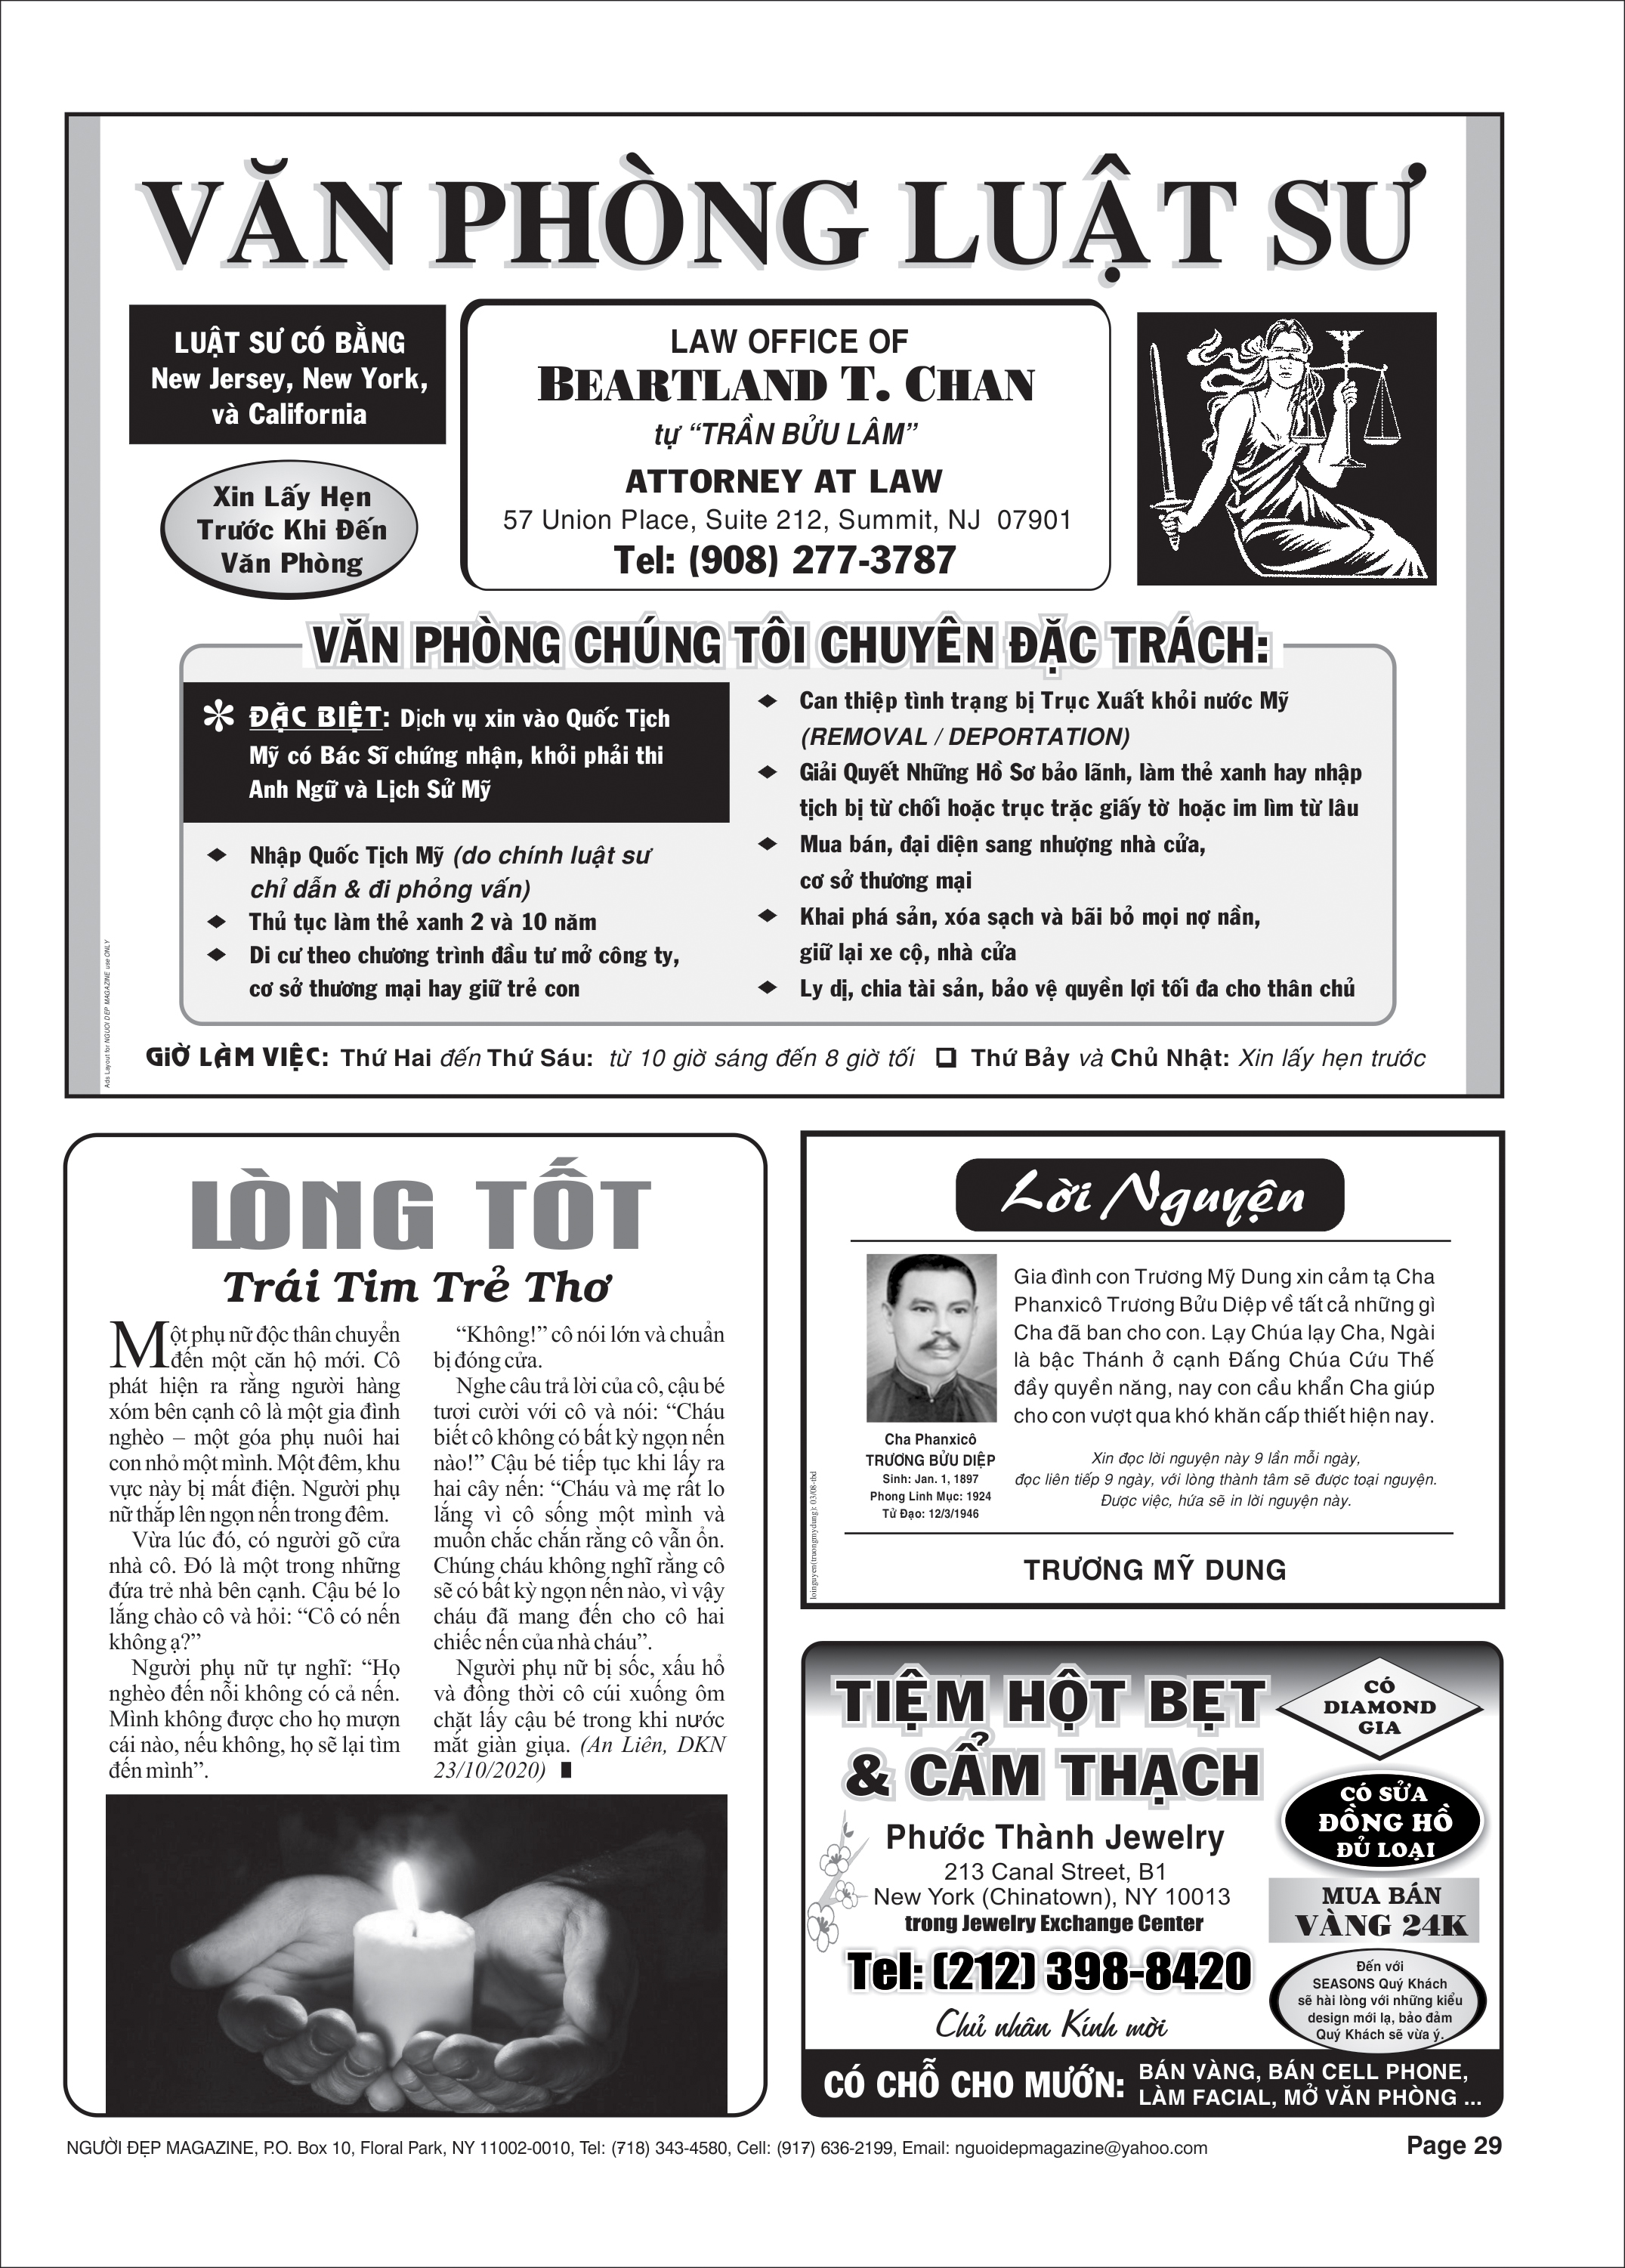 VĂN PHÒNG LUẬT SƯ
LUẬT SƯ CÓ BẰNG
New Jersey, New York,
và California
Xin Lấy Hẹn
Trước Khi Đến
Văn Phòng
LAW OFFICE OF
BEARTLAND T. CHAN
tự “TRẦN BỬU LÂM”
ATTORNEY AT LAW
57 Union Place, Suite 212, Summit, NJ 07901
Tel: (908) 277-3787
VĂN PHÒNG CHÚNG TÔI CHUYÊN ĐẶC TRÁCH:
* ĐẶC BIỆT: Dịch vụ xin vào Quốc Tịch
Mỹ có Bác Sĩ chứng nhận, khỏi phải thi
Anh Ngữ và Lịch Sử Mỹ
◆ Nhập Quốc Tịch Mỹ (do chính luật sư
chỉ dẫn & đi phỏng vấn)
◆ Thủ tục làm thẻ xanh 2 và 10 năm
◆ Di cư theo chương trình đầu tư mở công ty,
cơ sở thương mại hay giữ trẻ con
◆ Can thiệp tình trạng bị Trục Xuất khỏi nước Mỹ
(REMOVAL / DEPORTATION)
◆ Giải Quyết Những Hồ Sơ bảo lãnh, làm thẻ xanh hay nhập
tịch bị từ chối hoặc trục trặc giấy tờ hoặc im lìm từ lâu
◆ Mua bán, đại diện sang nhượng nhà cửa,
cơ sở thương mại
◆ Khai phá sản, xóa sạch và bãi bỏ mọi nợ nần,
giữ lại xe cộ, nhà cửa
◆ Ly dị, chia tài sản, bảo vệ quyền lợi tối đa cho thân chủ
GIỜ LÀM VIỆC: Thứ Hai đến Thứ Sáu: từ 10 giờ sáng đến 8 giờ tối ❑ Thứ Bảy và Chủ Nhật: Xin lấy hẹn trước
Ads Layout for NGUOI DEP MAGAZINE use ONLY
LÒNG TỐT
Trái Tim Trẻ Thơ
Một phụ nữ độc thân chuyển
đến một căn hộ mới. Cô
phát hiện ra rằng người hàng
xóm bên cạnh cô là một gia đình
nghèo – một góa phụ nuôi hai
con nhỏ một mình. Một đêm, khu
vực này bị mất điện. Người phụ
nữ thắp lên ngọn nến trong đêm.
Vừa lúc đó, có người gõ cửa
nhà cô. Đó là một trong những
đứa trẻ nhà bên cạnh. Cậu bé lo
lắng chào cô và hỏi: “Cô có nến
không ạ?”
Người phụ nữ tự nghĩ: “Họ
nghèo đến nỗi không có cả nến.
Mình không được cho họ mượn
cái nào, nếu không, họ sẽ lại tìm
đến mình”.
“Không!” cô nói lớn và chuẩn
bị đóng cửa.
Nghe câu trả lời của cô, cậu bé
tươi cười với cô và nói: “Cháu
biết cô không có bất kỳ ngọn nến
nào!” Cậu bé tiếp tục khi lấy ra
hai cây nến: “Cháu và mẹ rất lo
lắng vì cô sống một mình và
muốn chắc chắn rằng cô vẫn ổn.
Chúng cháu không nghĩ rằng cô
sẽ có bất kỳ ngọn nến nào, vì vậy
cháu đã mang đến cho cô hai
chiếc nến của nhà cháu”.
Người phụ nữ bị sốc, xấu hổ
và đồng thời cô cúi xuống ôm
chặt lấy cậu bé trong khi nước
mắt giàn giụa. (An Liên, DKN
23/10/2020)
Lời Nguyện
Gia đình con Trương Mỹ Dung xin cảm tạ Cha
Phanxicô Trương Bửu Diệp về tất cả những gì
Cha đã ban cho con. Lạy Chúa lạy Cha, Ngài
là bậc Thánh ở cạnh Đấng Chúa Cứu Thế
đầy quyền năng, nay con cầu khẩn Cha giúp
cho con vượt qua khó khăn cấp thiết hiện nay.
Cha Phanxicô
TRƯƠNG BỬU DIỆP
Sinh: Jan. 1, 1897
Phong Linh Mục: 1924
Tử Đạo: 12/3/1946
Xin đọc lời nguyện này 9 lần mỗi ngày,
đọc liên tiếp 9 ngày, với lòng thành tâm sẽ được toại nguyện.
Được việc, hứa sẽ in lời nguyện này.
loinguyen(truongmydung): 03/08-tbd
TRƯƠNG MỸ DUNG
TIỆM HỘT BẸT
& CẨM THẠCH
Phước Thành Jewelry
213 Canal Street, B1
New York (Chinatown), NY 10013
trong Jewelry Exchange Center
Tel: (212) 398-8420
Chủ nhân Kính mời
CÓ
DIAMOND
GIA
CÓ SỬA
ĐỒNG HỒ
ĐỦ LOẠI
MUA BÁN
VÀNG 24K
Đến với
SEASONS Quý Khách
sẽ hài lòng với những kiểu
design mới lạ, bảo đảm
Quý Khách sẽ vừa ý.
CÓ CHỖ CHO MƯỚN: BÁN VÀNG, BÁN CELL PHONE,
LÀM FACIAL, MỞ VĂN PHÒNG ...
NGƯỜI ĐẸP MAGAZINE, P.O. Box 10, Floral Park, NY 11002-0010, Tel: (718) 343-4580, Cell: (917) 636-2199, Email: nguoidepmagazine@yahoo.com
Page 29